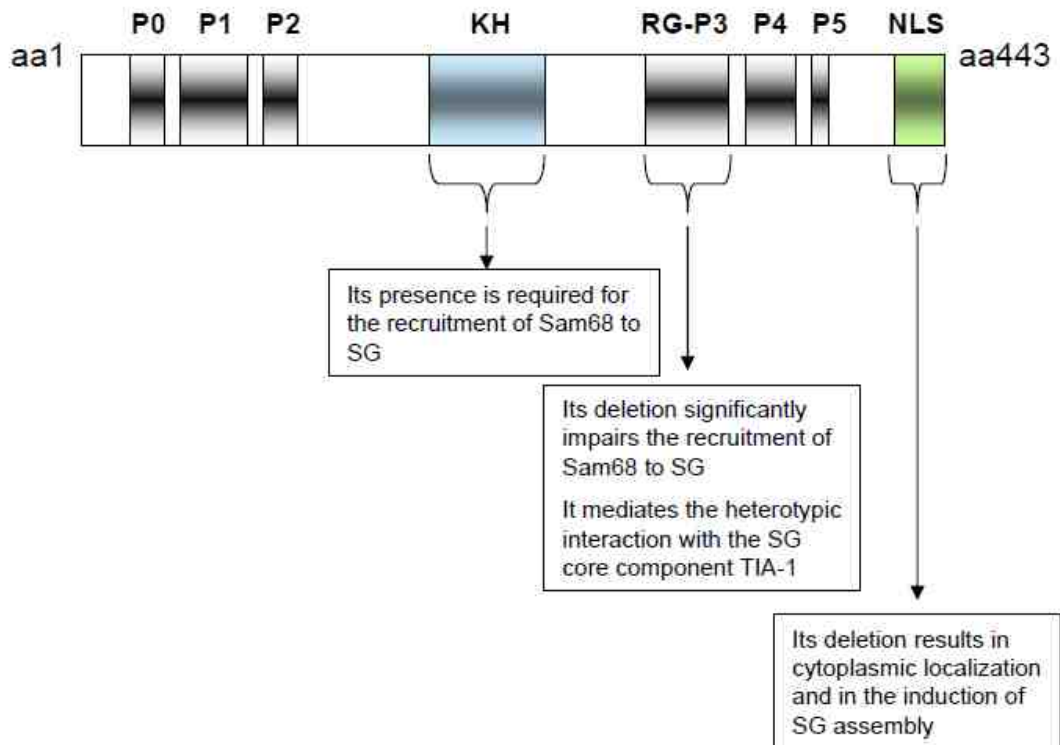 P0 P1 P2 KH RG-P3 P4 P5 NLS
aa1 aa443
Its presence is required for
the recruitment of Sam68 to
SG
Its deletion significantly
impairs the recruitment of
Sam68 to SG
It mediates the heterotypic
interaction with the SG
core component TIA-1
Its deletion results in
cytoplasmic localization
and in the induction of
SG assembly